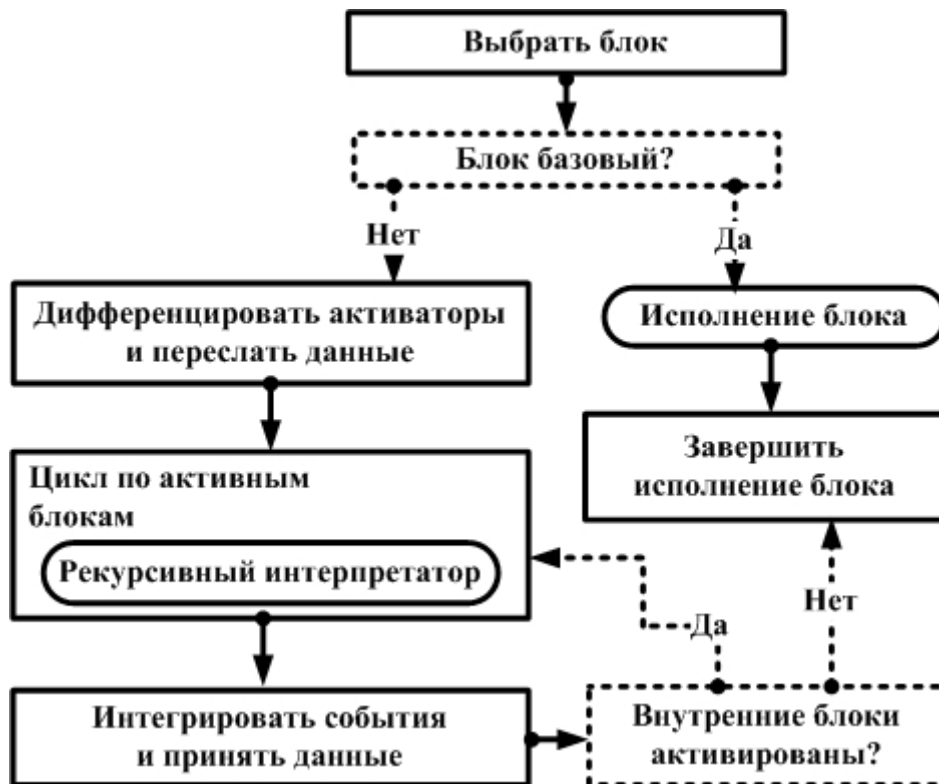 Выбрать блок
Блок базовый?
Нет
Да
Дифференцировать активаторы
и переслать данные
Исполнение блока
Цикл по активным
блокам
Рекурсивный интерпретатор
Завершить
исполнение блока
Да
Нет
Интегрировать события
и принять данные
Внутренние блоки
активированы?